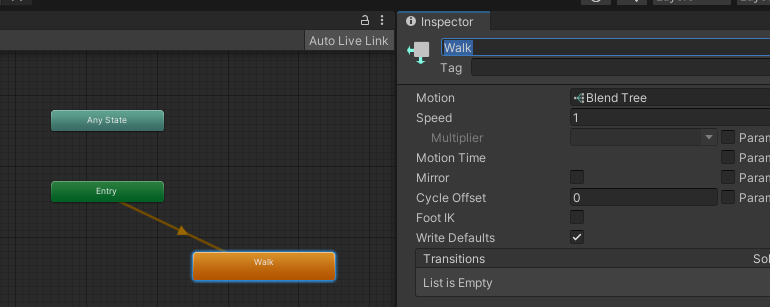 Inspector
Auto Live Link
Walk
Tag
Any State
Entry
Walk
Motion Blend Tree
Speed 1
Multiplier Param
Motion Time Param
Mirror Param
Cycle Offset 0 Param
Foot IK
Write Defaults
Transitions Sol
List is Empty